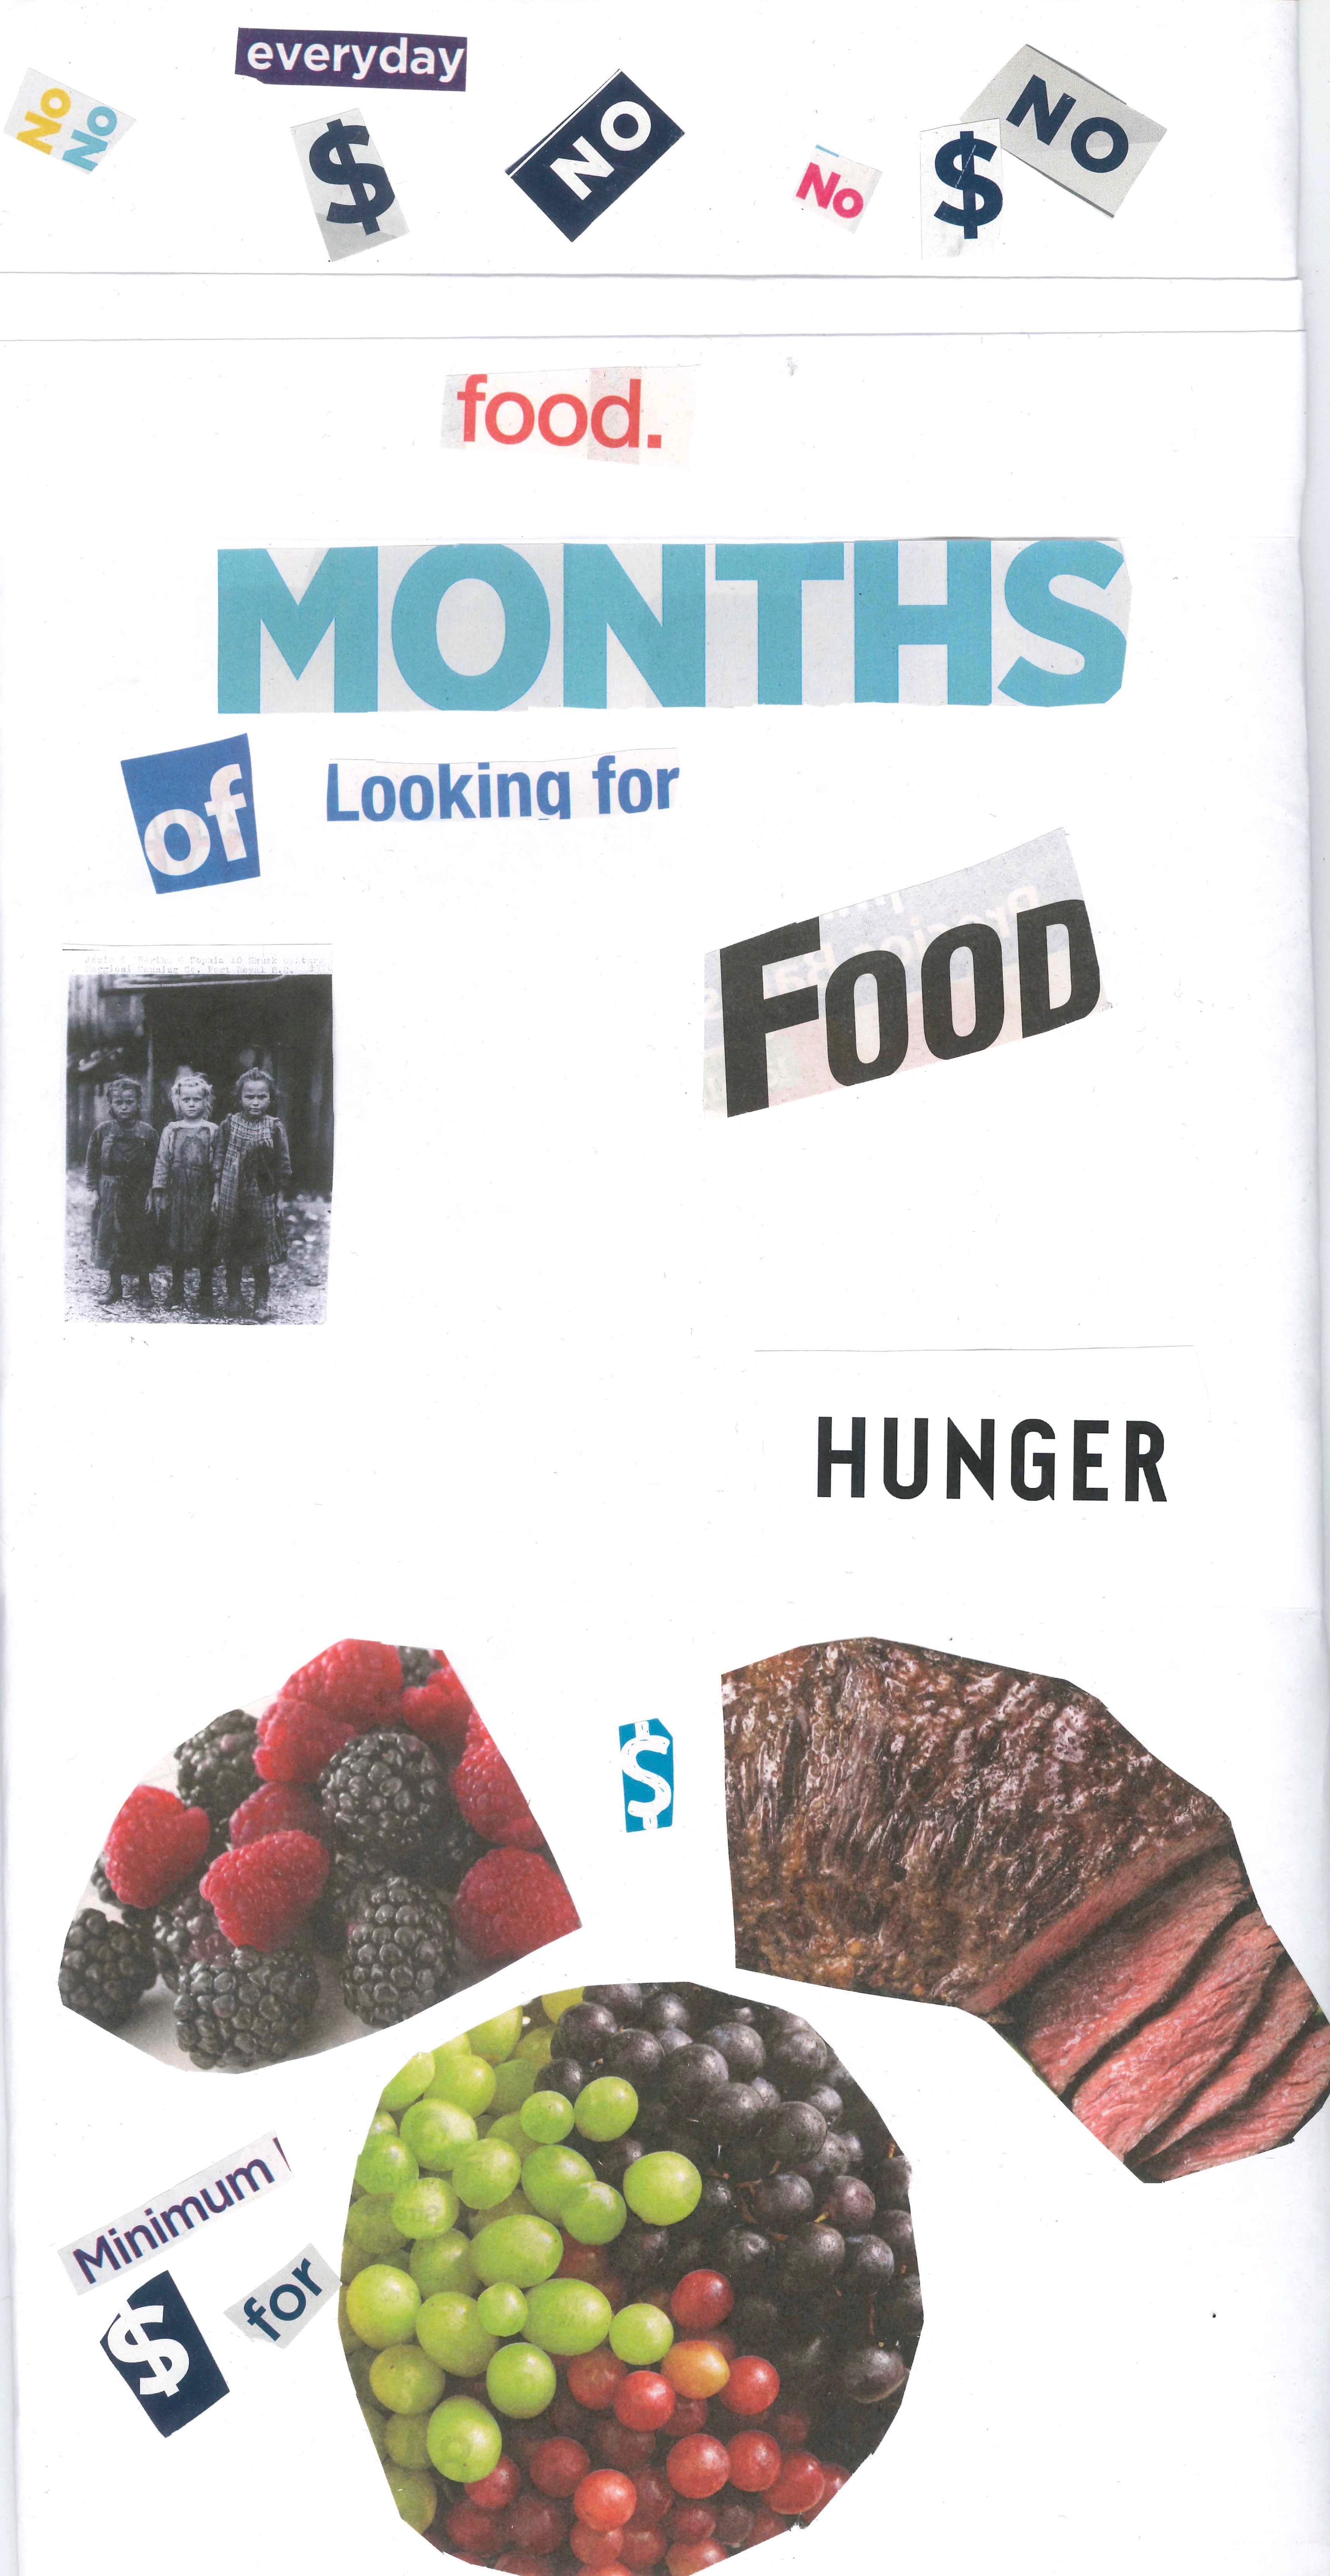 everyday
No
No
$
NO
No
$
NO
food.
MONTHS
of Looking for
FOOD
HUNGER
$
Minimum
$ for